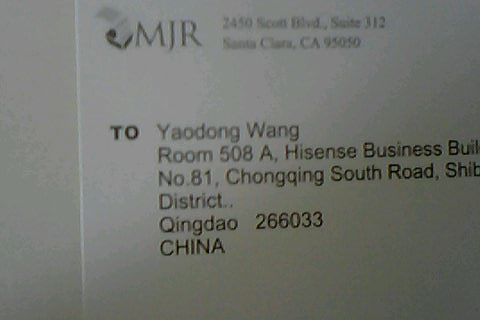 MJR
2450 Scott Blvd., Suite 312
Santa Clara, CA 95050
TO Yaodong Wang
Room 508 A, Hisense Business Buil
No.81, Chongqing South Road, Shib
District..
Qingdao 266033
CHINA